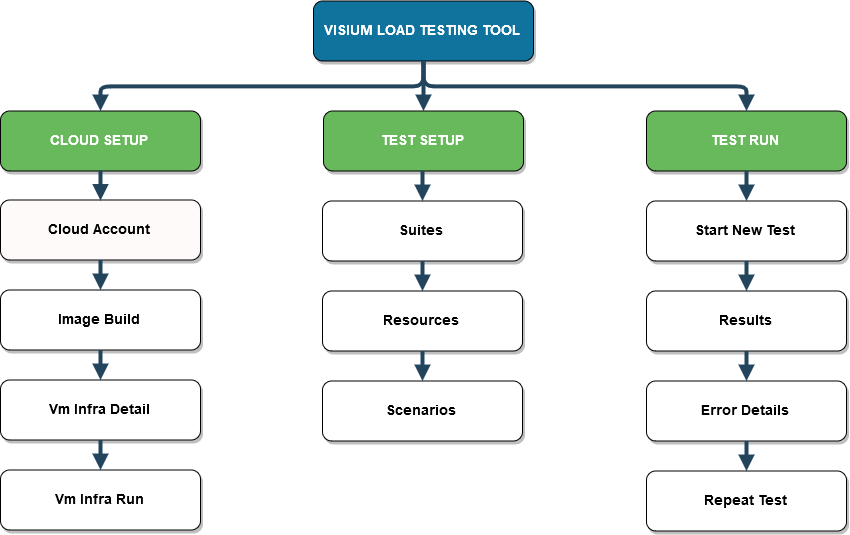 VISIUM LOAD TESTING TOOL
CLOUD SETUP
TEST SETUP
TEST RUN
Cloud Account
Suites
Start New Test
Image Build
Resources
Results
Vm Infra Detail
Scenarios
Error Details
Vm Infra Run
Repeat Test